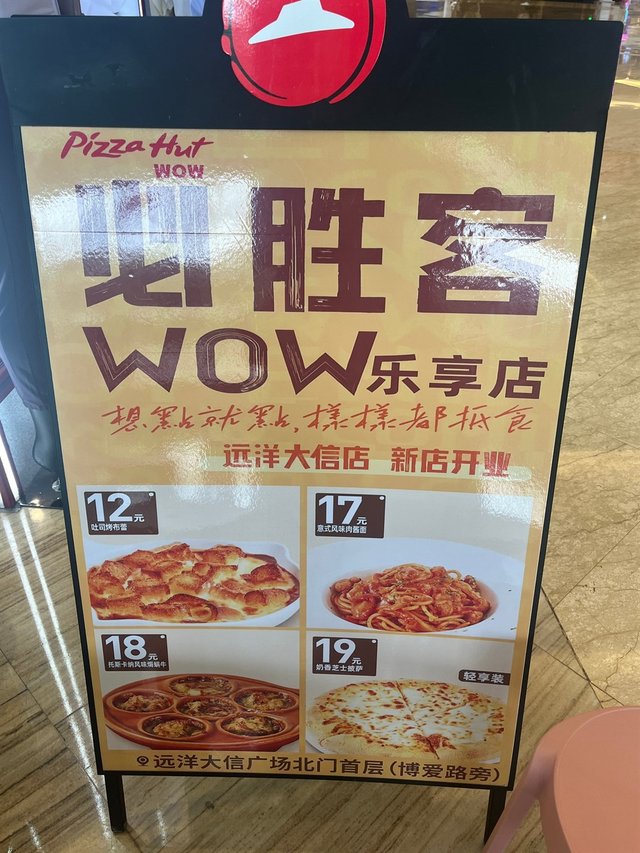 Pizza Hut
WOW
必胜客
WOW乐享店
想點就點,樣樣都抵食
远洋大信店 新店开业
12元
吐司烤布蕾
17元
意式风味肉酱面
18元
托斯卡纳风味焗蜗牛
19元
奶香芝士披萨
轻享装
远洋大信广场北门首层(博爱路旁)